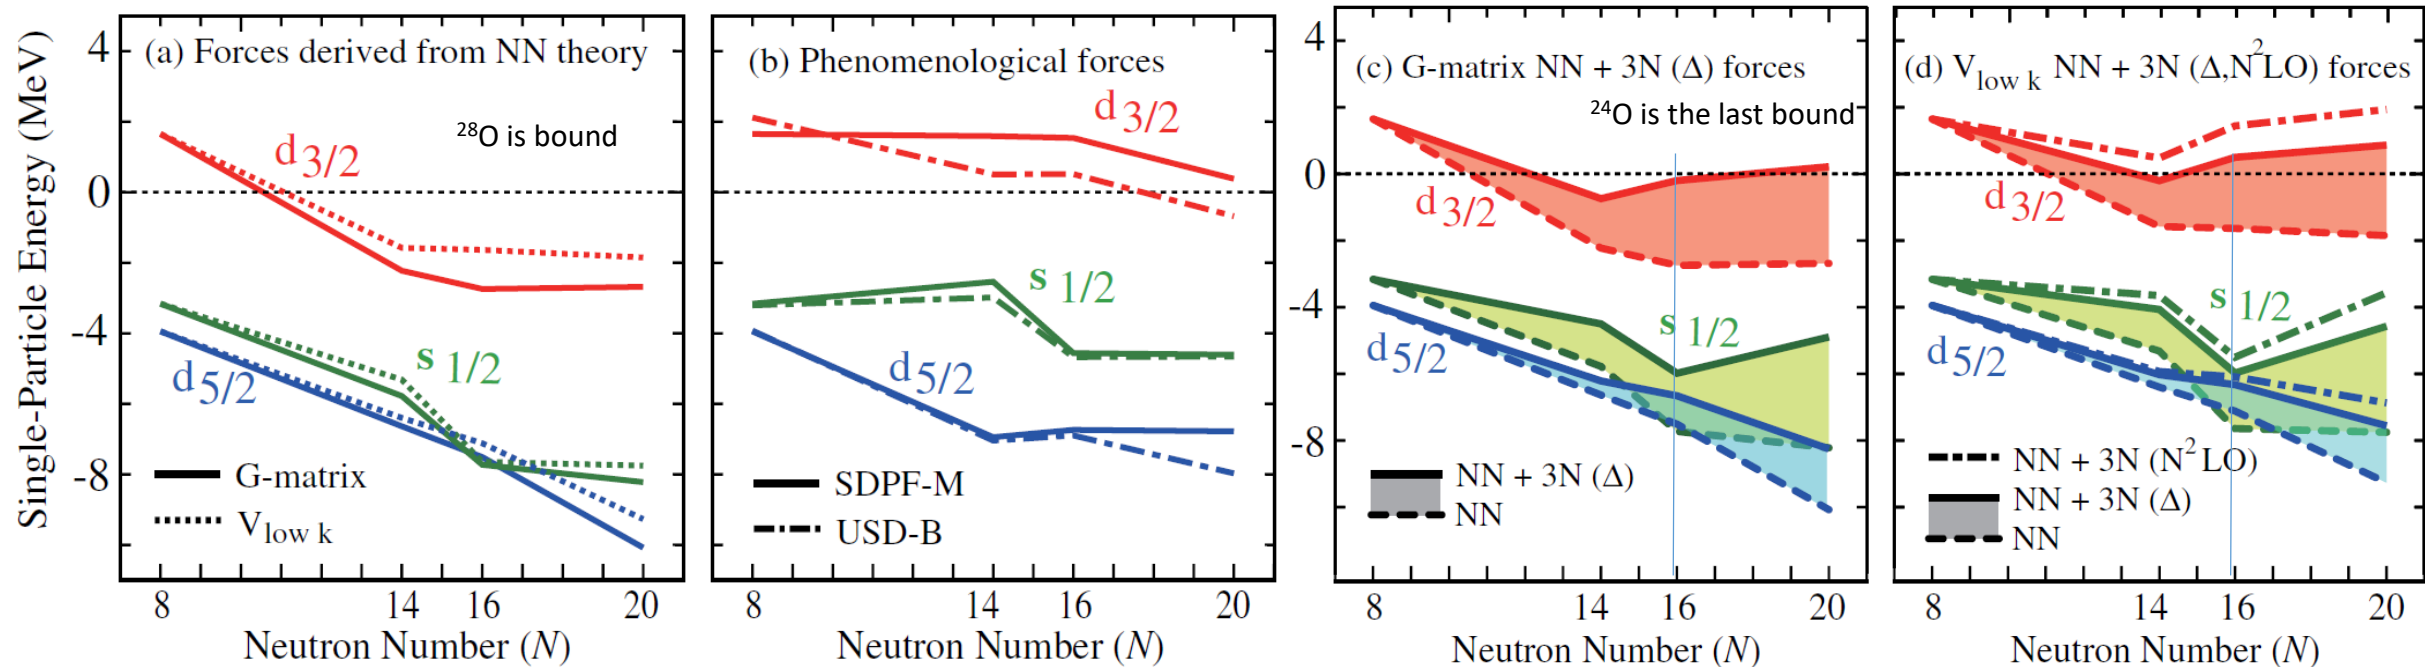 Single-Particle Energy (MeV)
4
0
-4
-8
(a) Forces derived from NN theory
²⁸O is bound
d3/2
s 1/2
d5/2
G-matrix
Vlow k
8 14 16 20
Neutron Number (N)
(b) Phenomenological forces
d3/2
s 1/2
d5/2
SDPF-M
USD-B
8 14 16 20
Neutron Number (N)
4
0
-4
-8
(c) G-matrix NN + 3N (Δ) forces
²⁴O is the last bound
d3/2
s 1/2
d5/2
NN + 3N (Δ)
NN
8 14 16 20
Neutron Number (N)
(d) Vlow k NN + 3N (Δ,N²LO) forces
d3/2
s 1/2
d5/2
NN + 3N (N²LO)
NN + 3N (Δ)
NN
8 14 16 20
Neutron Number (N)